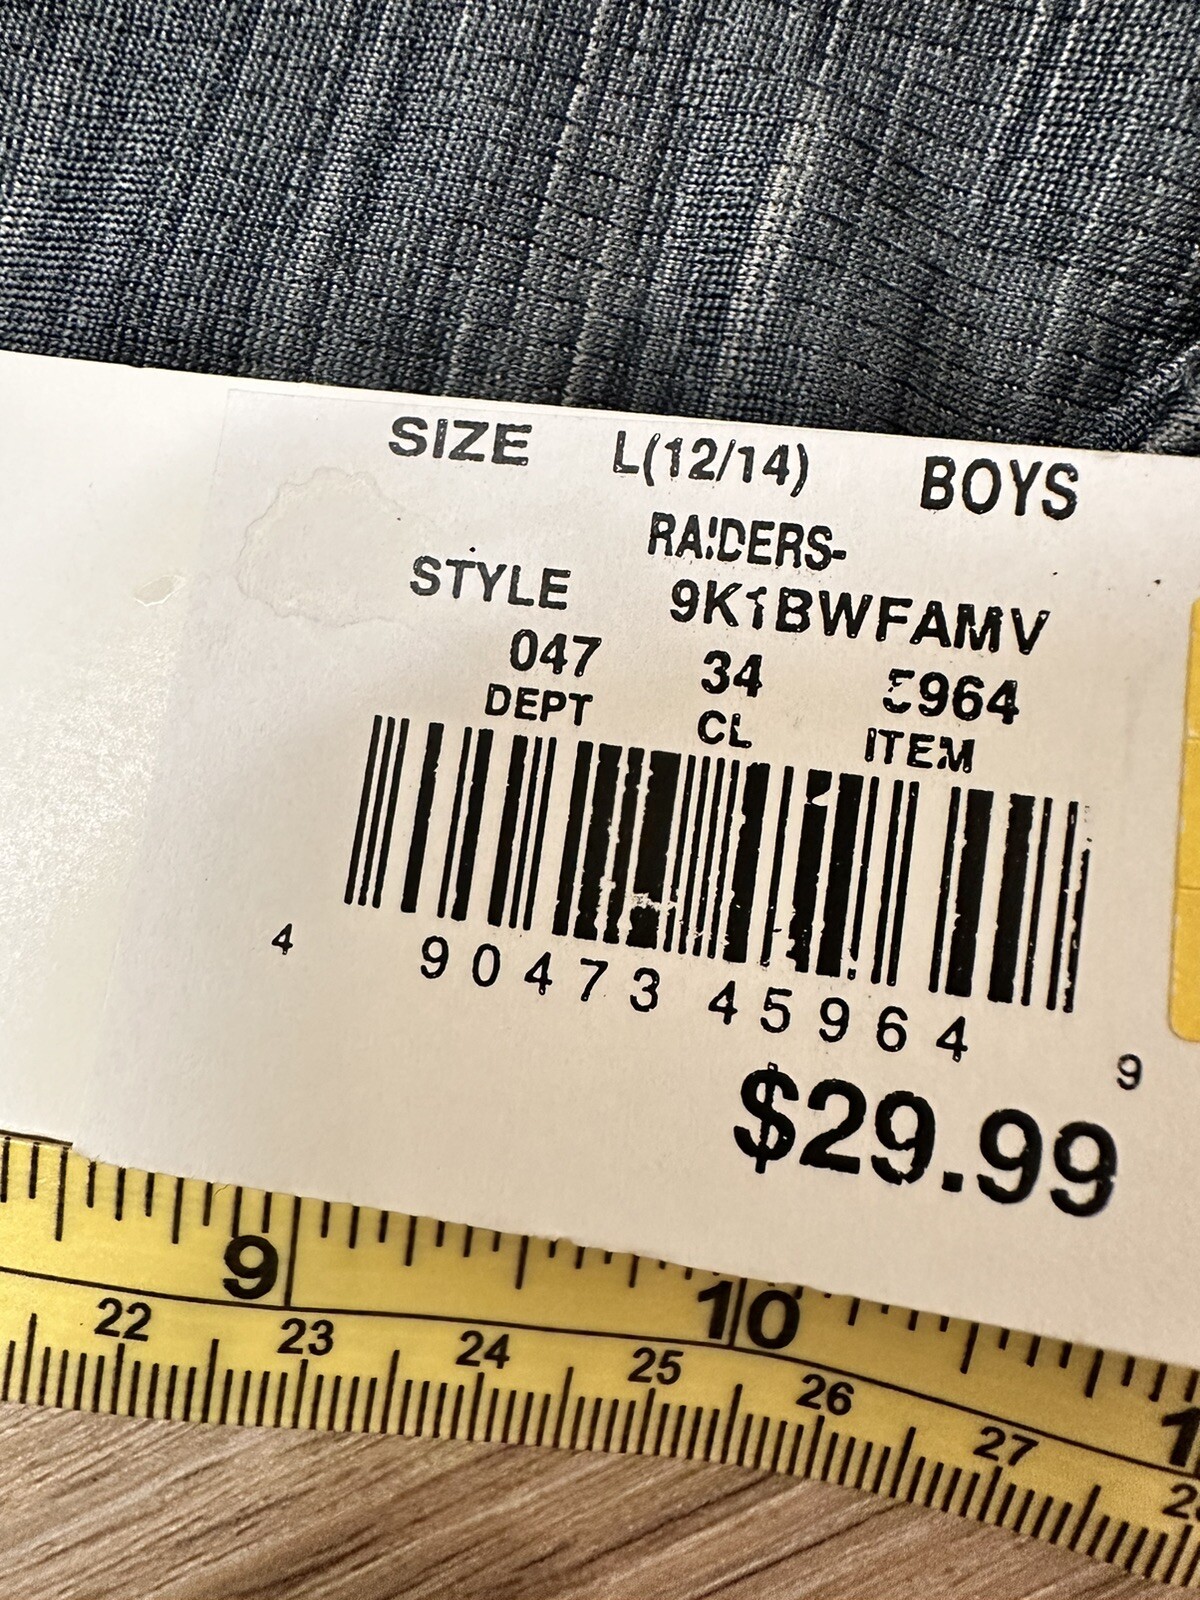 SIZE L(12/14) BOYS
RAIDERS-
STYLE 9K1BWFAMV
047 34 5964
DEPT CL ITEM
4 90473 45964 9
$29.99
9 10
22 23 24 25 26 27